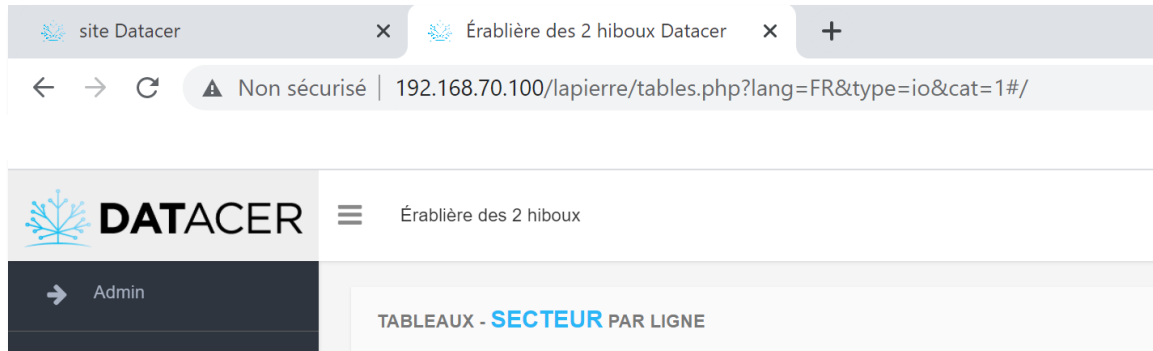 site Datacer
Érablière des 2 hiboux Datacer
Non sécurisé | 192.168.70.100/lapierre/tables.php?lang=FR&type=io&cat=1#/
DATACER
Érablière des 2 hiboux
Admin
TABLEAUX - SECTEUR PAR LIGNE